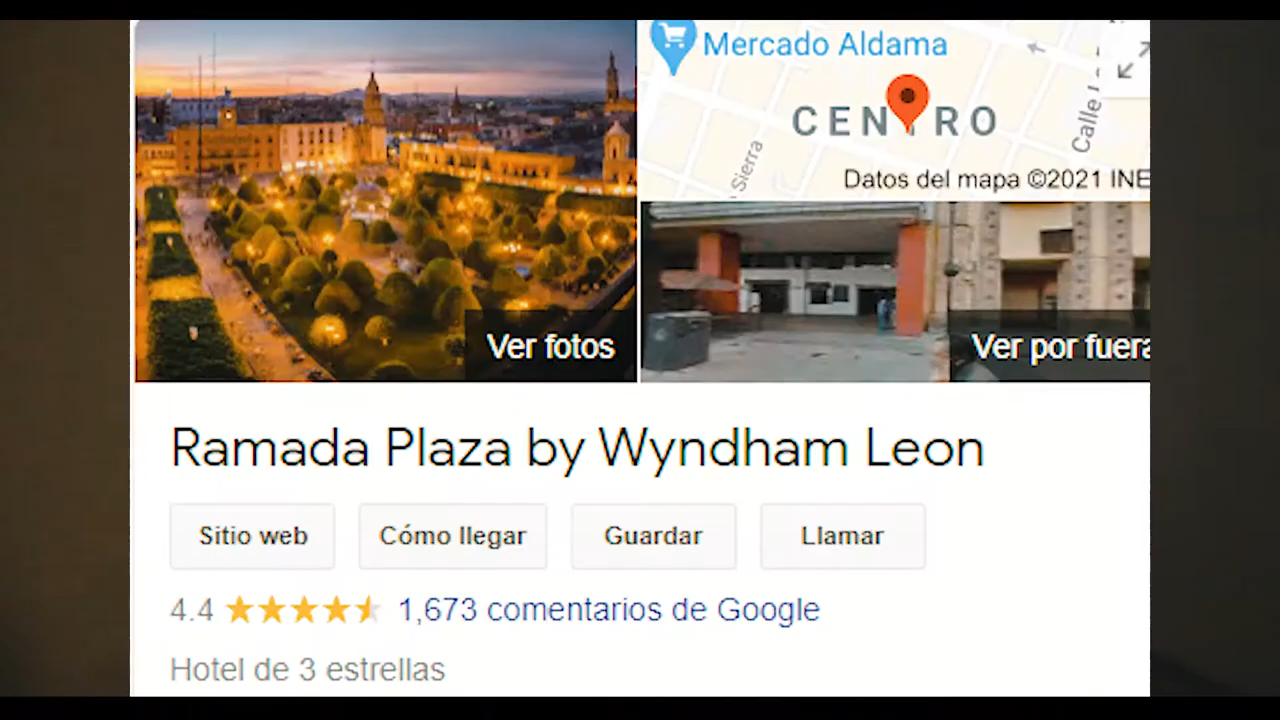 Mercado Aldama
CENTRO
Calle
Sierra
Datos del mapa ©2021 INE
Ver fotos
Ver por fuera
Ramada Plaza by Wyndham Leon
Sitio web
Cómo llegar
Guardar
Llamar
4.4 1,673 comentarios de Google
Hotel de 3 estrellas